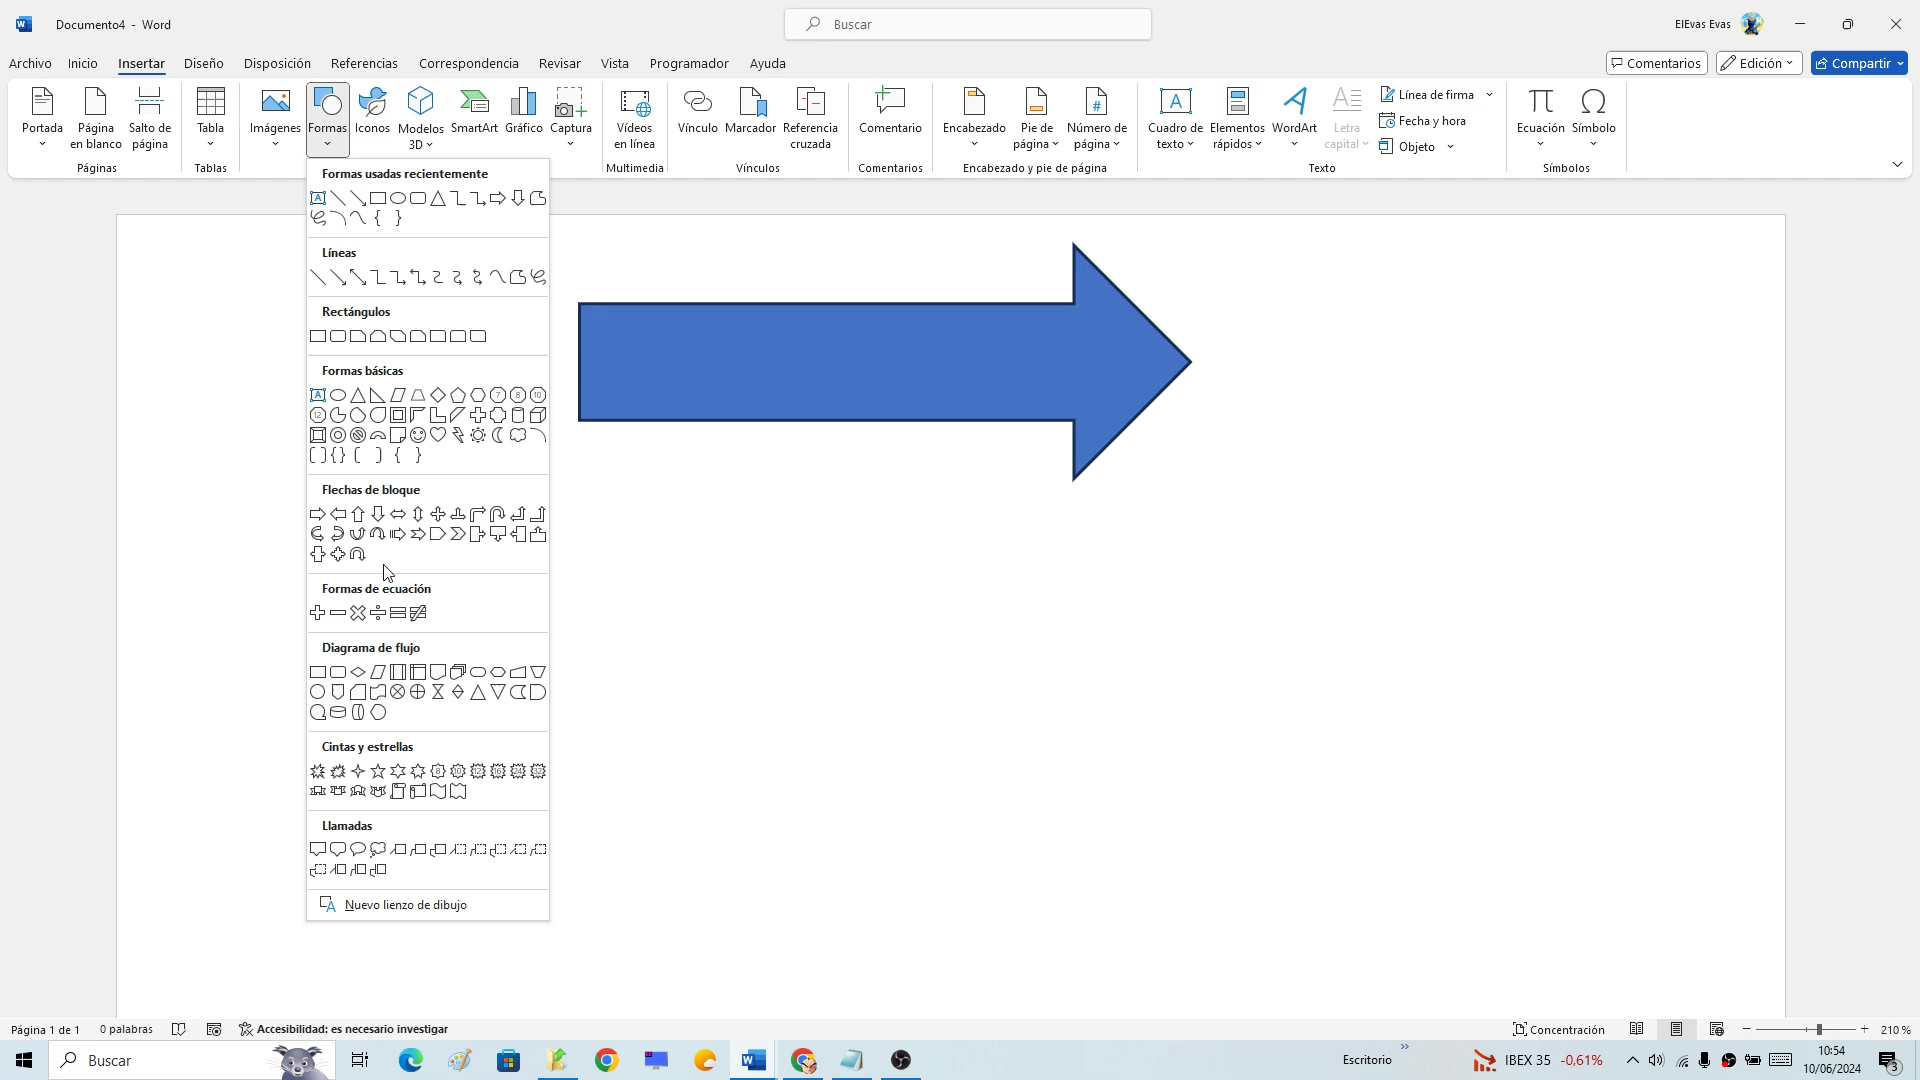 Documento4 - Word
Buscar
ElEvas Evas
Archivo Inicio Insertar Diseño Disposición Referencias Correspondencia Revisar Vista Programador Ayuda
Comentarios Edición Compartir
Portada
Página en blanco
Salto de página
Páginas
Tabla
Tablas
Imágenes
Formas
Iconos
Modelos 3D
SmartArt
Gráfico
Captura
Vídeos en línea
Multimedia
Vínculo
Marcador
Referencia cruzada
Vínculos
Comentario
Comentarios
Encabezado
Pie de página
Número de página
Encabezado y pie de página
Cuadro de texto
Elementos rápidos
WordArt
Letra capital
Línea de firma
Fecha y hora
Objeto
Texto
Ecuación
Símbolo
Símbolos
Formas usadas recientemente
Líneas
Rectángulos
Formas básicas
Flechas de bloque
Formas de ecuación
Diagrama de flujo
Cintas y estrellas
Llamadas
Nuevo lienzo de dibujo
Página 1 de 1 0 palabras Accesibilidad: es necesario investigar
Concentración 210 %
Buscar
Escritorio
IBEX 35 -0,61%
10:54
10/06/2024
3